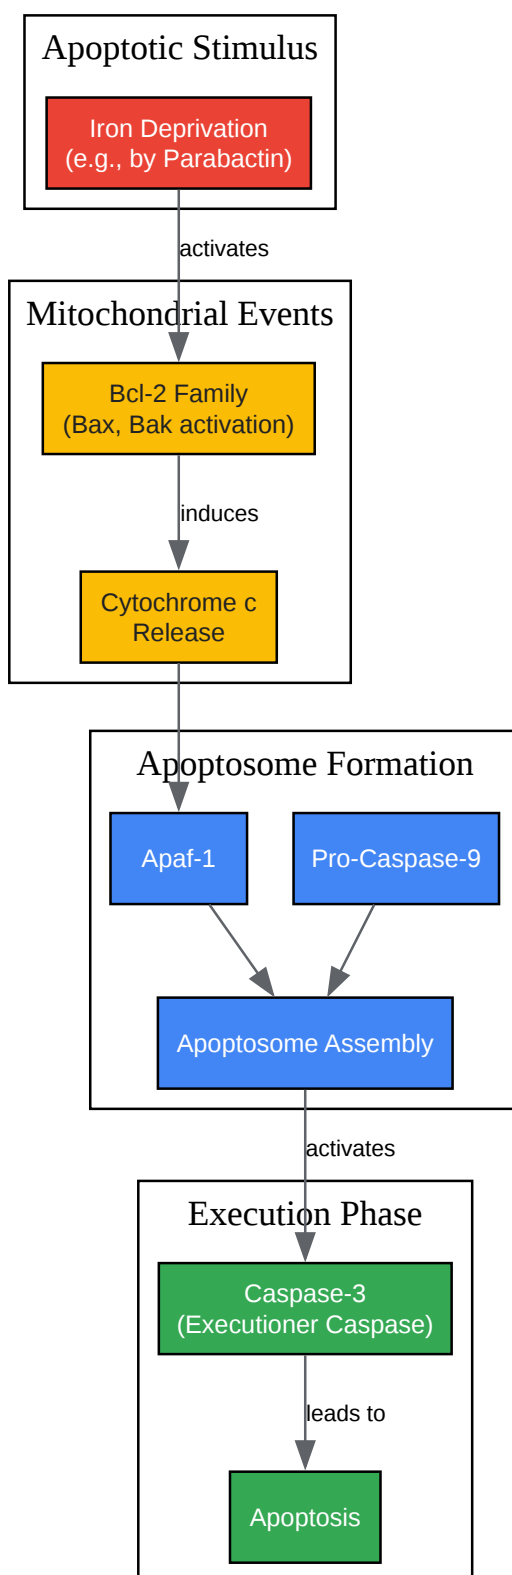 Apoptotic Stimulus
Iron Deprivation
(e.g., by Parabactin)
activates
Mitochondrial Events
Bcl-2 Family
(Bax, Bak activation)
induces
Cytochrome c
Release
Apoptosome Formation
Apaf-1
Pro-Caspase-9
Apoptosome Assembly
activates
Execution Phase
Caspase-3
(Executioner Caspase)
leads to
Apoptosis